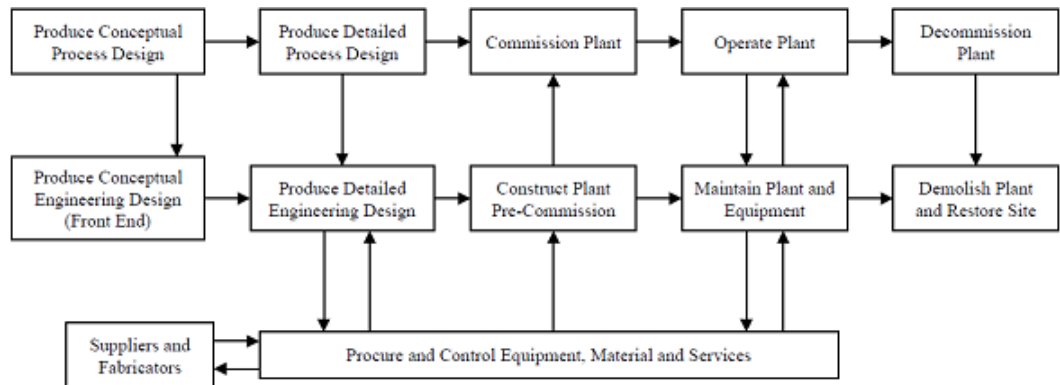 Produce Conceptual
Process Design
Produce Detailed
Process Design
Commission Plant
Operate Plant
Decommission
Plant
Produce Conceptual
Engineering Design
(Front End)
Produce Detailed
Engineering Design
Construct Plant
Pre-Commission
Maintain Plant and
Equipment
Demolish Plant
and Restore Site
Suppliers and
Fabricators
Procure and Control Equipment, Material and Services